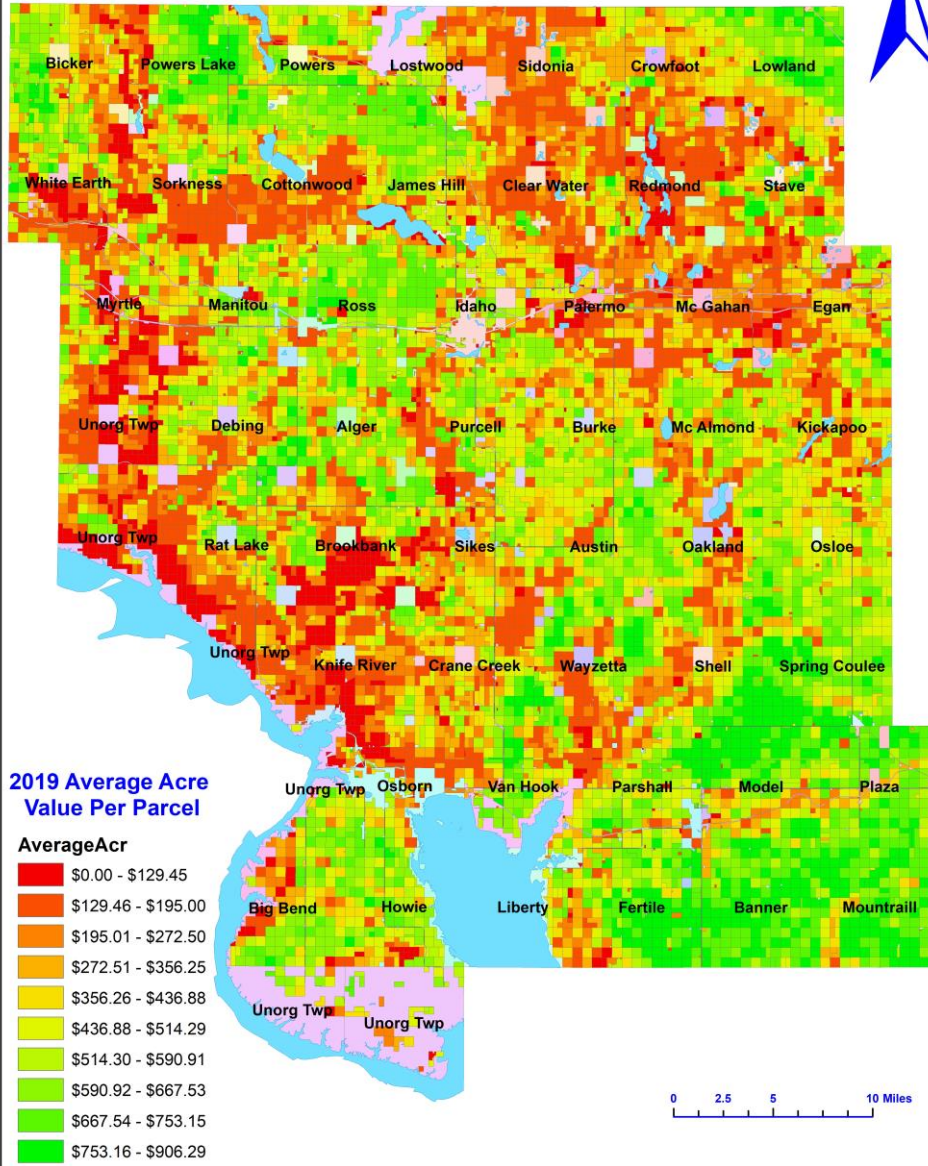 Bicker Powers Lake Powers Lostwood Sidonia Crowfoot Lowland
White Earth Sorkness Cottonwood James Hill Clear Water Redmond Stave
Myrtle Manitou Ross Idaho Palermo Mc Gahan Egan
Unorg Twp Debing Alger Purcell Burke Mc Almond Kickapoo
Unorg Twp Rat Lake Brookbank Sikes Austin Oakland Osloe
Unorg Twp Knife River Crane Creek Wayzetta Shell Spring Coulee
Unorg Twp Osborn Van Hook Parshall Model Plaza
Big Bend Howie Liberty Fertile Banner Mountraill
Unorg Twp Unorg Twp
2019 Average Acre
Value Per Parcel
AverageAcr
$0.00 - $129.45
$129.46 - $195.00
$195.01 - $272.50
$272.51 - $356.25
$356.26 - $436.88
$436.88 - $514.29
$514.30 - $590.91
$590.92 - $667.53
$667.54 - $753.15
$753.16 - $906.29
0 2.5 5 10 Miles